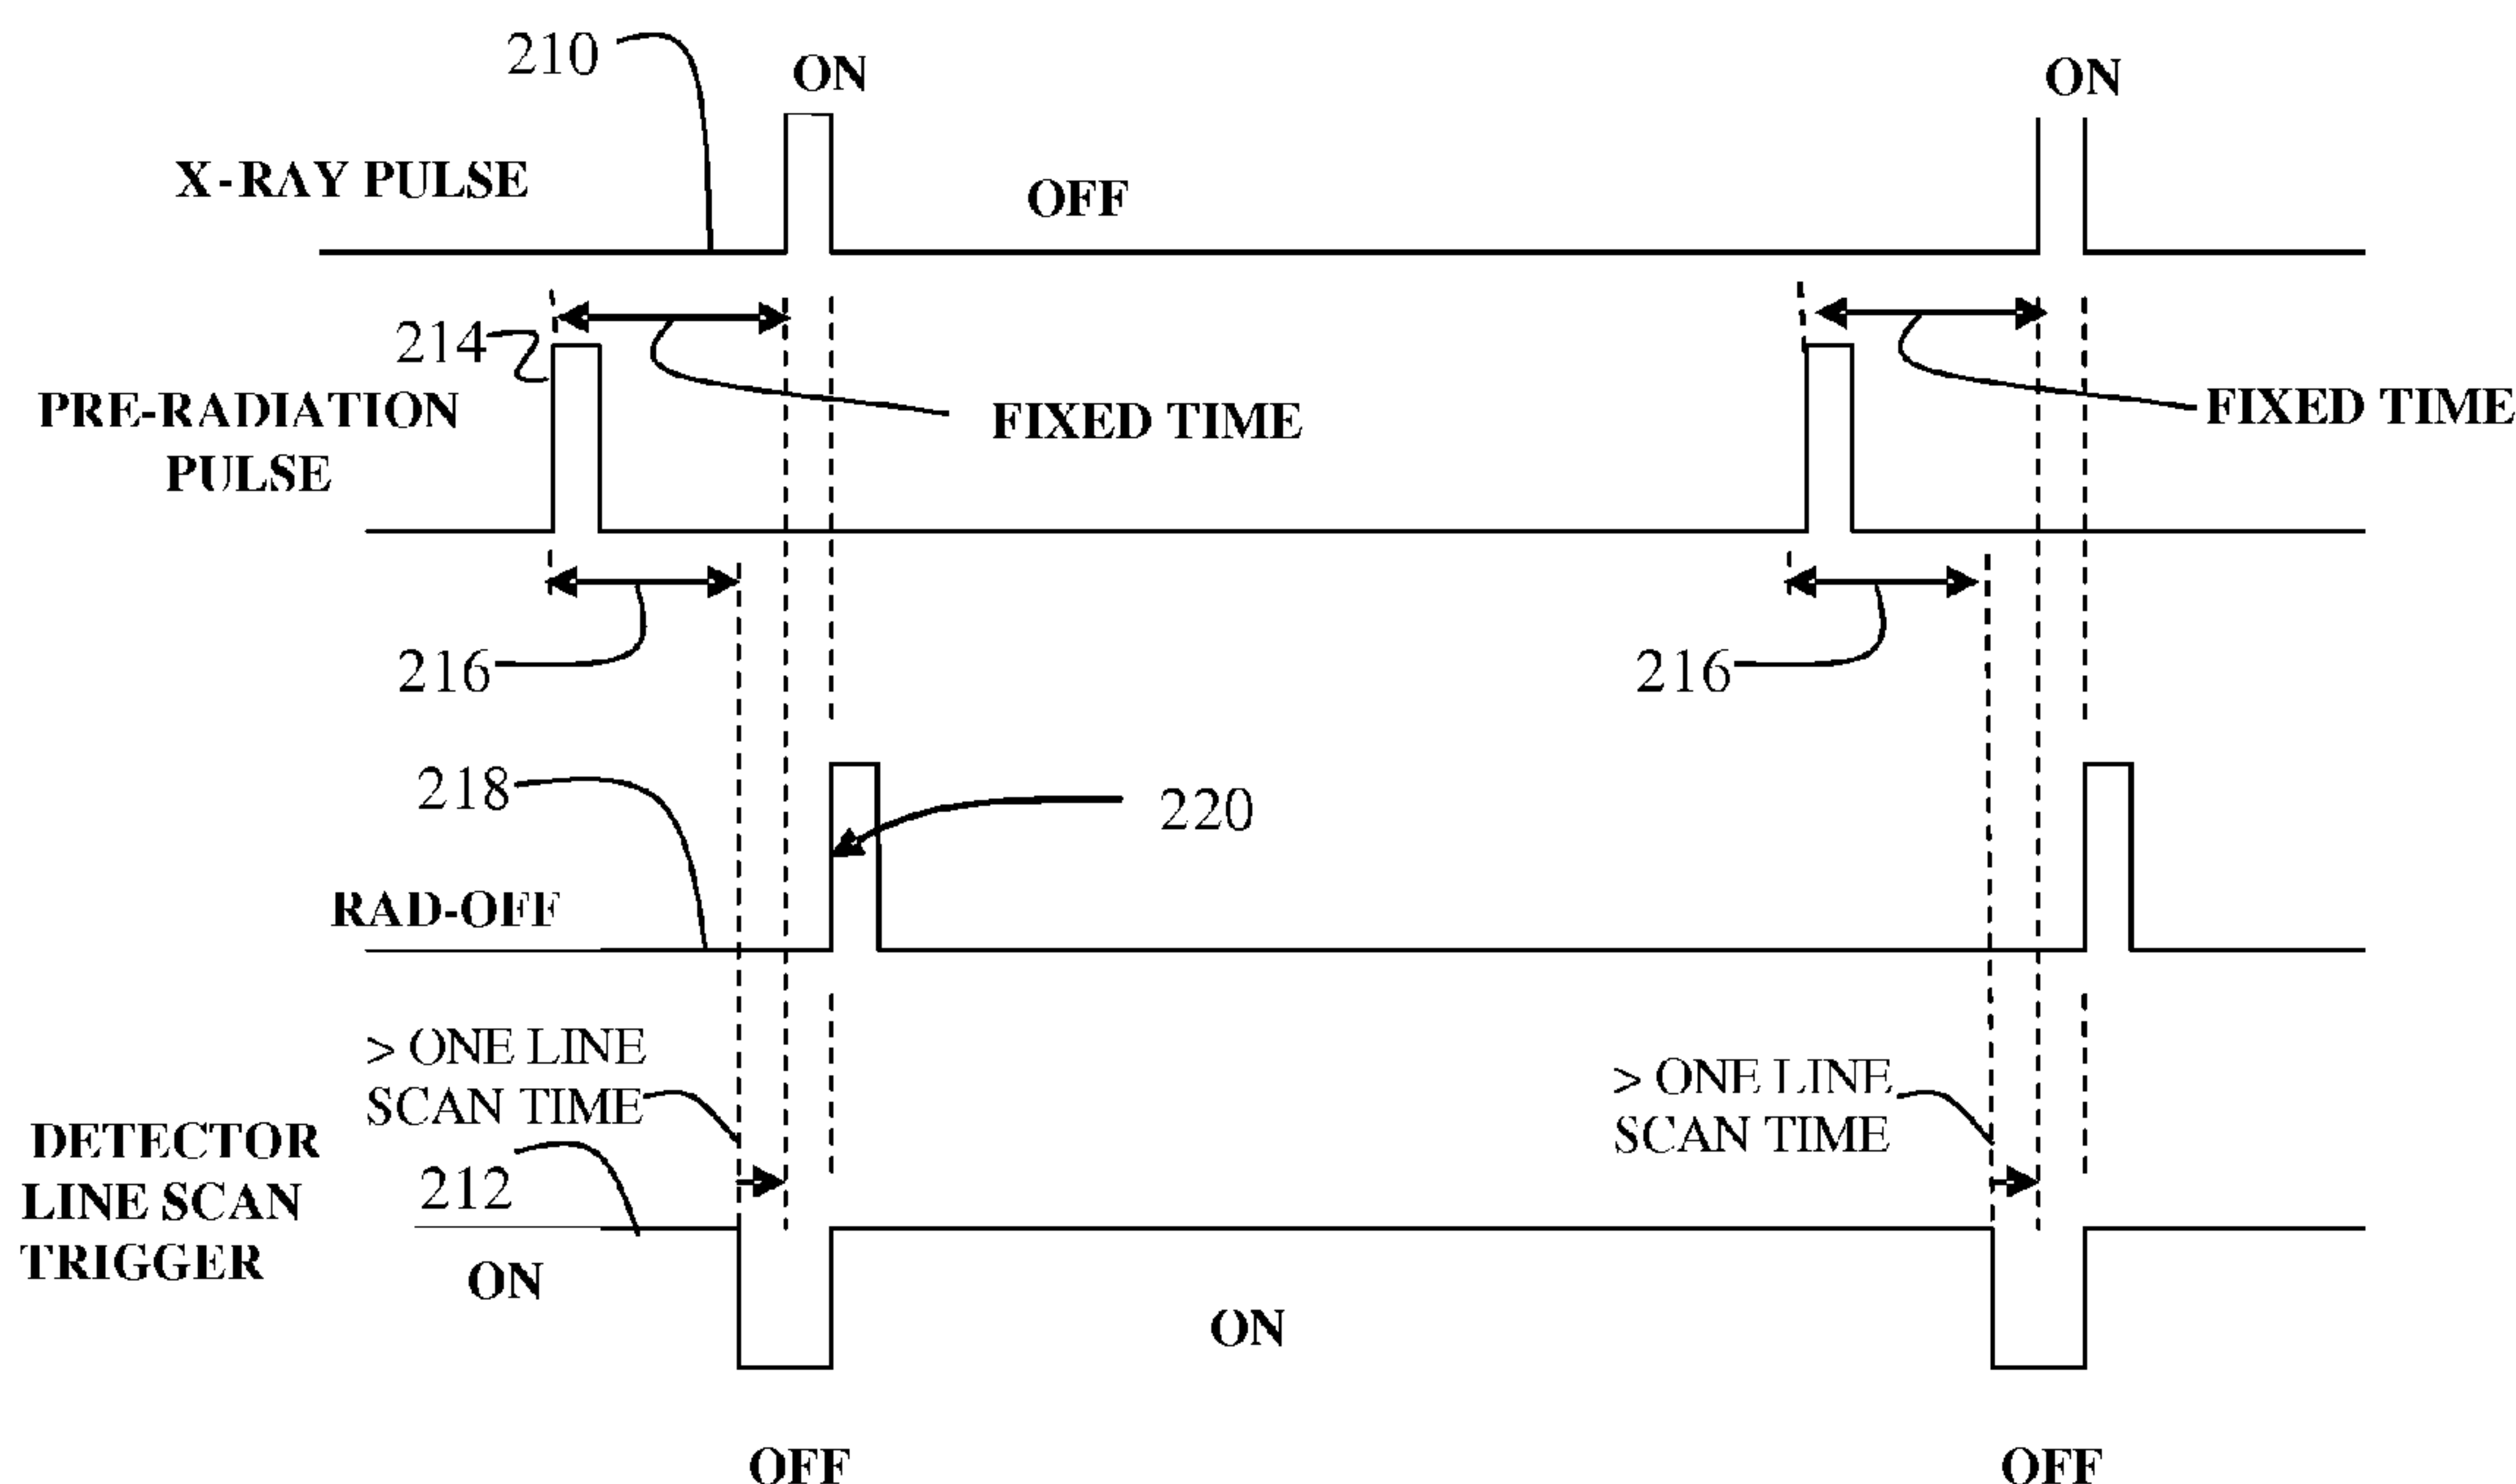 210
ON
ON
X-RAY PULSE
OFF
214
PRE-RADIATION
PULSE
FIXED TIME
FIXED TIME
216
216
218
220
RAD-OFF
> ONE LINE
SCAN TIME
> ONE LINE
SCAN TIME
DETECTOR
LINE SCAN
TRIGGER
212
ON
ON
OFF
OFF